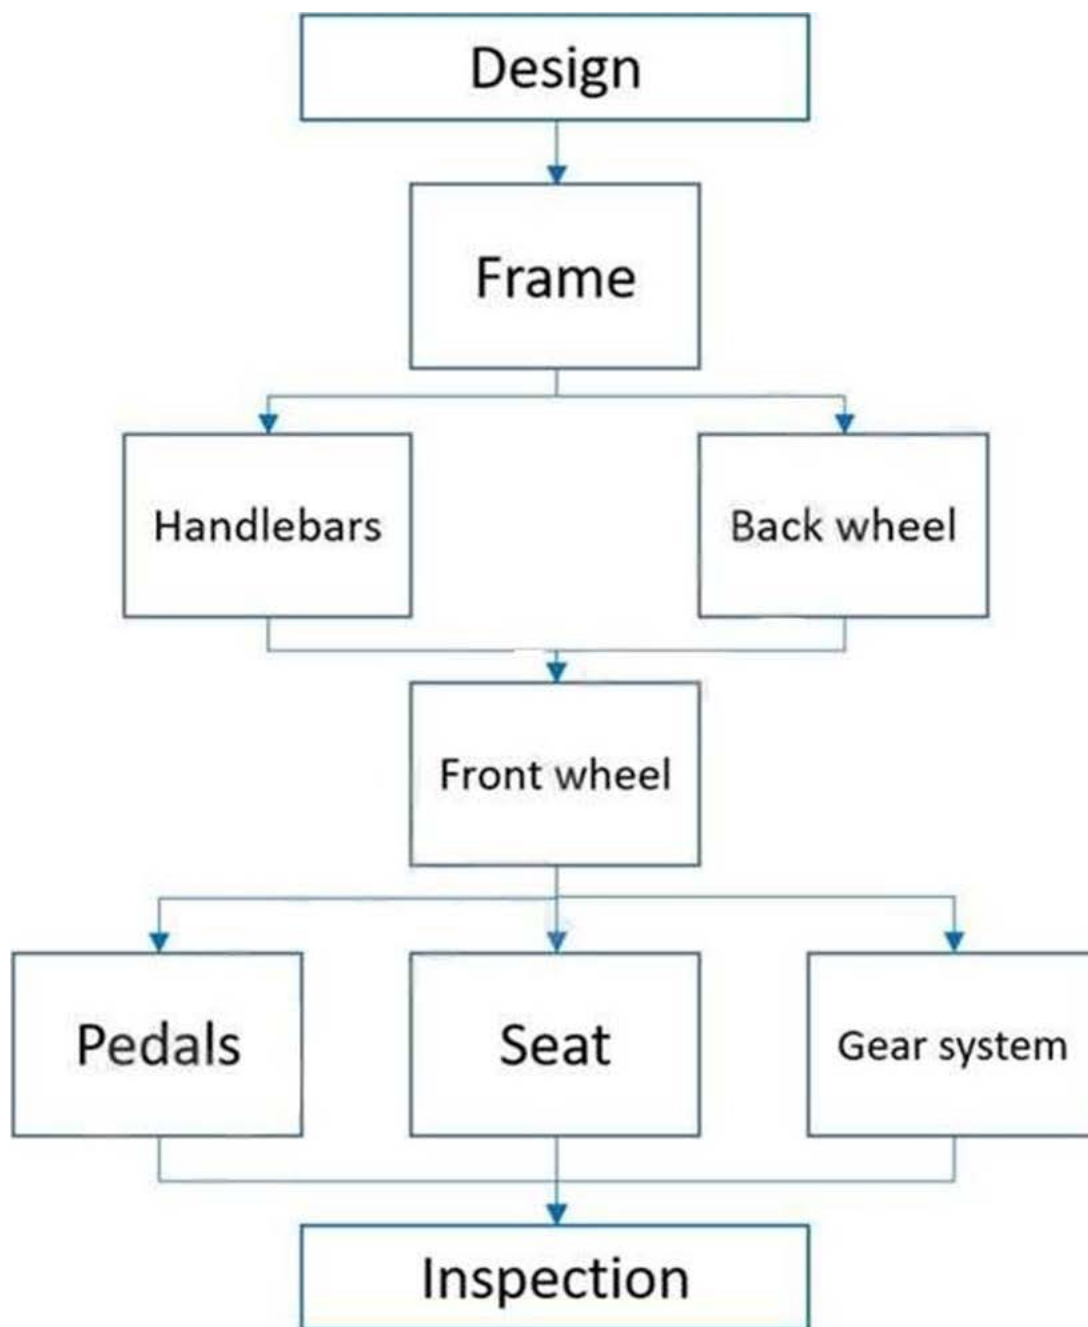 Design
Frame
Handlebars
Back wheel
Front wheel
Pedals
Seat
Gear system
Inspection